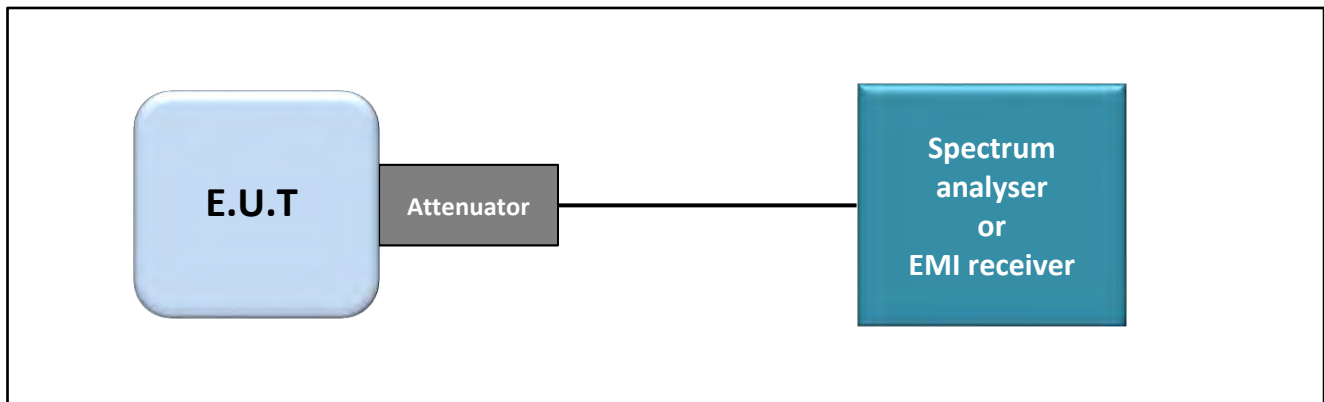 E.U.T
Attenuator
Spectrum
analyser
or
EMI receiver